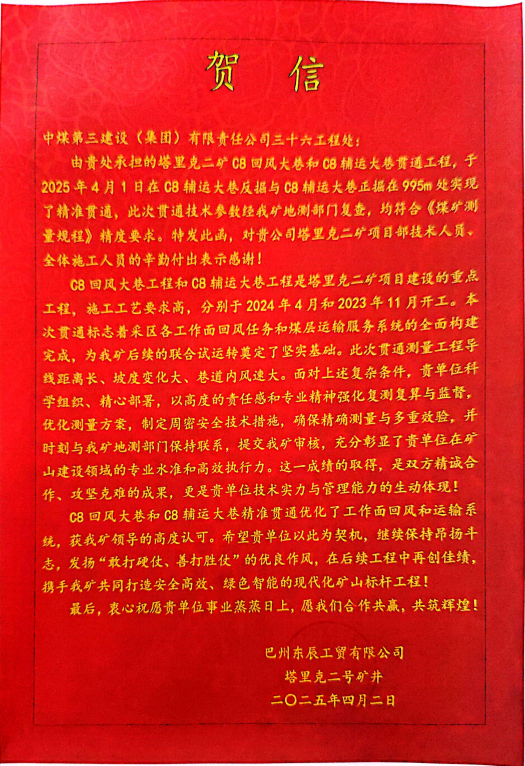 贺 信
中煤第三建设（集团）有限责任公司三十六工程处：
由贵处承担的塔里克二矿C8回风大巷和C8辅运大巷贯通工程，于
2025年4月1日在C8辅运大巷反掘与C8辅运大巷正掘在995m处实现
了精准贯通，此次贯通技术参数经我矿地测部门复查，均符合《煤矿测
量规程》精度要求。特发此函，对贵公司塔里克二矿项目部技术人员、
全体施工人员的辛勤付出表示感谢！
C8回风大巷工程和C8辅运大巷工程是塔里克二矿项目建设的重点
工程，施工工艺要求高，分别于2024年4月和2023年11月开工。本
次贯通标志着采区各工作面回风任务和煤层运输服务系统的全面构建
完成，为我矿后续的联合试运转奠定了坚实基础。此次贯通测量工程导
线距离长、坡度变化大、巷道内风速大。面对上述复杂条件，贵单位科
学组织、精心部署，以高度的责任感和专业精神强化复测复算与监督，
优化测量方案，制定周密安全技术措施，确保精确测量与多重效验，并
时刻与我矿地测部门保持联系，提交我矿审核，充分彰显了贵单位在矿
山建设领域的专业水准和高效执行力。这一成绩的取得，是双方精诚合
作、攻坚克难的成果，更是贵单位技术实力与管理能力的生动体现！
C8回风大巷和C8辅运大巷精准贯通优化了工作面回风和运输系
统，获我矿领导的高度认可。希望贵单位以此为契机，继续保持昂扬斗
志，发扬“敢打硬仗、善打胜仗”的优良作风，在后续工程中再创佳绩，
携手我矿共同打造安全高效、绿色智能的现代化矿山标杆工程！
最后，衷心祝愿贵单位事业蒸蒸日上，愿我们合作共赢，共筑辉煌！
巴州东辰工贸有限公司
塔里克二号矿井
二〇二五年四月二日